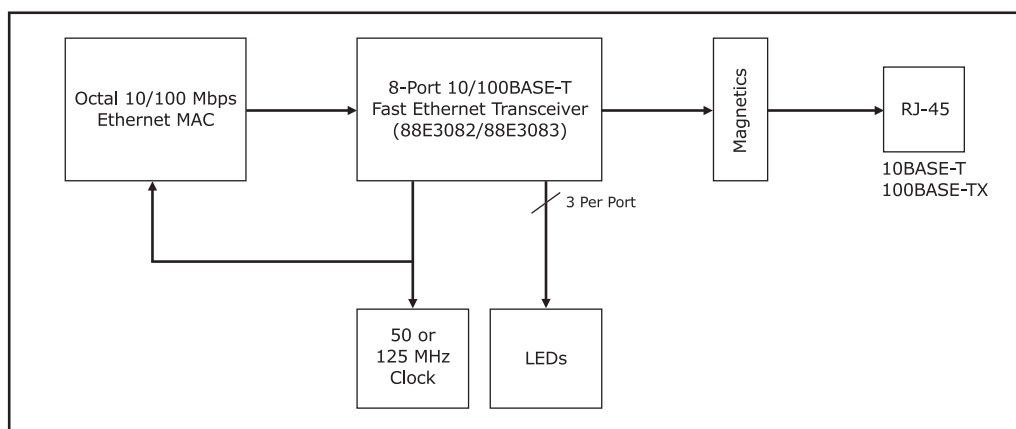 Octal 10/100 Mbps
Ethernet MAC
8-Port 10/100BASE-T
Fast Ethernet Transceiver
(88E3082/88E3083)
Magnetics
RJ-45
10BASE-T
100BASE-TX
3 Per Port
50 or
125 MHz
Clock
LEDs